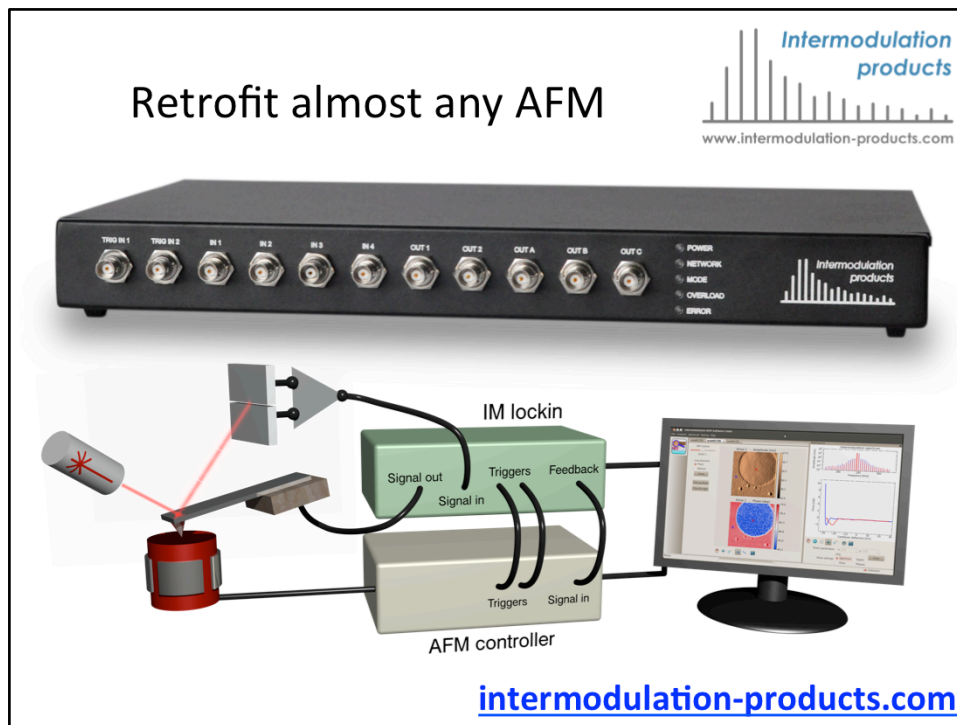 Intermodulation
products
www.intermodulation-products.com
Retrofit almost any AFM
TRIG IN 1 TRIG IN 2 IN 1 IN 2 IN 3 IN 4 OUT 1 OUT 2 OUT A OUT B OUT C
POWER
NETWORK
MODE
OVERLOAD
ERROR
Intermodulation
products
IM lockin
Signal out
Signal in
Triggers
Feedback
Triggers
Signal in
AFM controller
intermodulation-products.com